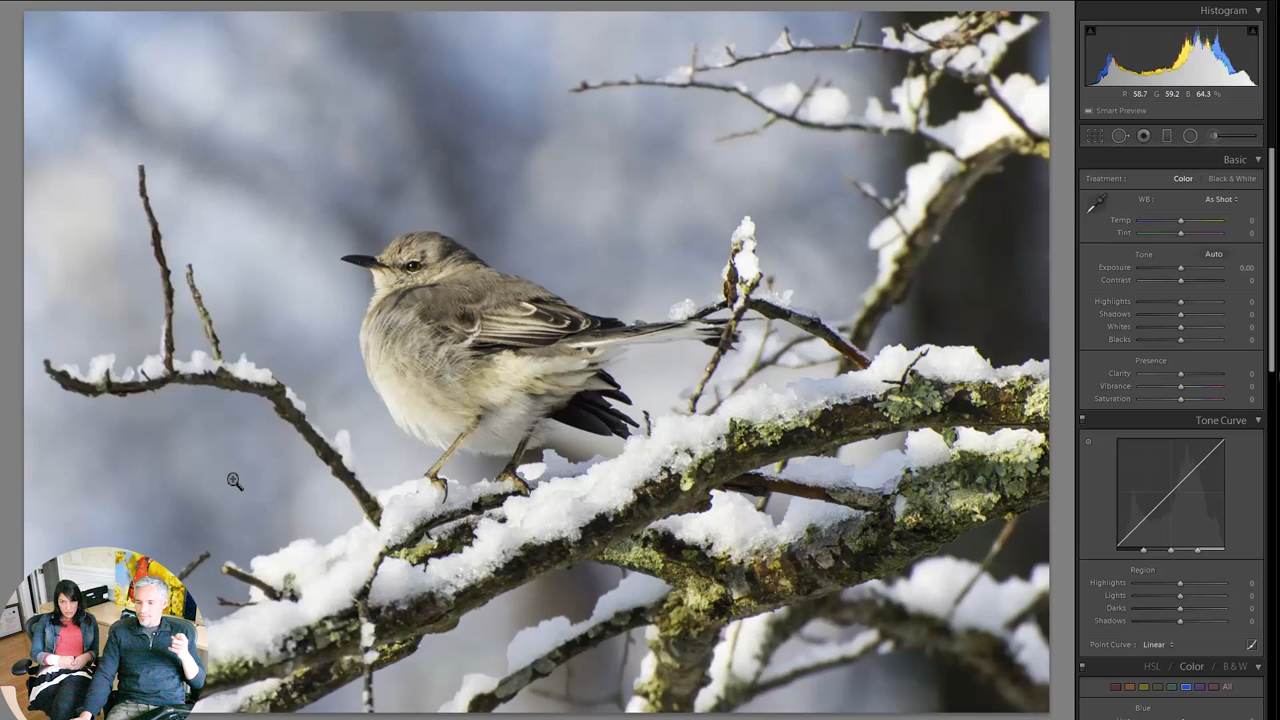 Histogram
R 58.7 G 59.2 B 64.3 %
Smart Preview
Basic
Treatment : Color Black & White
WB : As Shot
Temp 0
Tint 0
Tone Auto
Exposure 0.00
Contrast 0
Highlights 0
Shadows 0
Whites 0
Blacks 0
Presence
Clarity 0
Vibrance 0
Saturation 0
Tone Curve
Region
Highlights 0
Lights 0
Darks 0
Shadows 0
Point Curve : Linear
HSL / Color / B & W
All
Blue